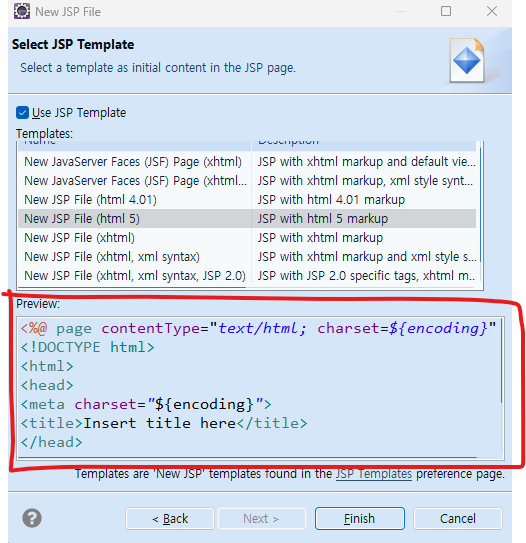 New JSP File
Select JSP Template
Select a template as initial content in the JSP page.
Use JSP Template
Templates:
Name Description
New JavaServer Faces (JSF) Page (xhtml) JSP with xhtml markup and default vie...
New JavaServer Faces (JSF) Page (xhtml... JSP with xhtml markup, xml style synt...
New JSP File (html 4.01) JSP with html 4.01 markup
New JSP File (html 5) JSP with html 5 markup
New JSP File (xhtml) JSP with xhtml markup
New JSP File (xhtml, xml syntax) JSP with xhtml markup and xml style s...
New JSP File (xhtml, xml syntax, JSP 2.0) JSP with JSP 2.0 specific tags, xhtml m...
Preview:
<%@ page contentType="text/html; charset=${encoding}"
<!DOCTYPE html>
<html>
<head>
<meta charset="${encoding}">
<title>Insert title here</title>
</head>
Templates are 'New JSP' templates found in the JSP Templates preference page.
?
< Back Next > Finish Cancel